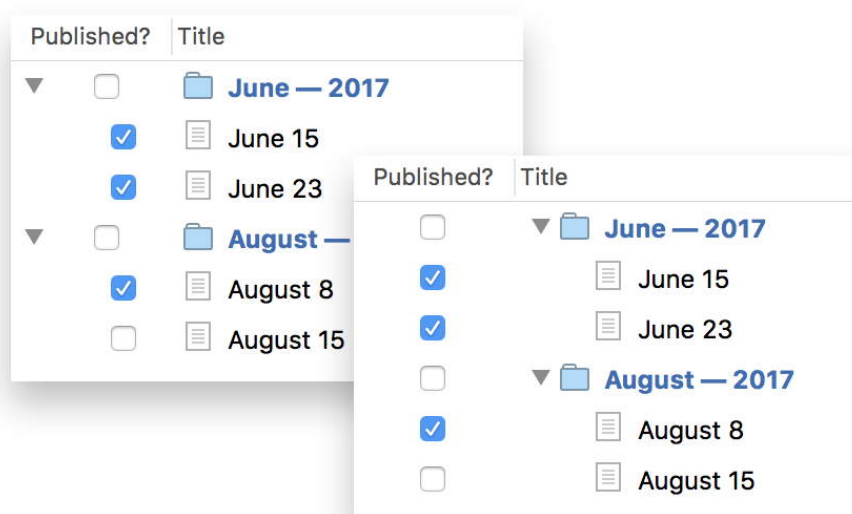 Published? Title
June — 2017
June 15
June 23
August —
August 8
August 15
Published? Title
June — 2017
June 15
June 23
August — 2017
August 8
August 15